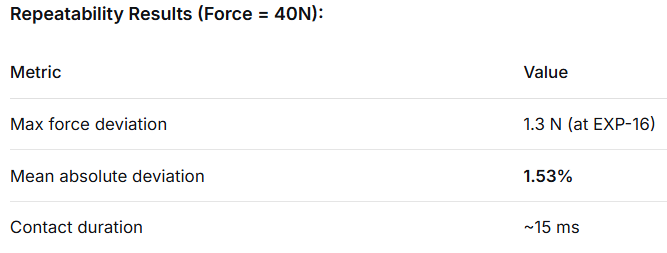 Repeatability Results (Force = 40N):
Metric Value
Max force deviation 1.3 N (at EXP-16)
Mean absolute deviation 1.53%
Contact duration ~15 ms